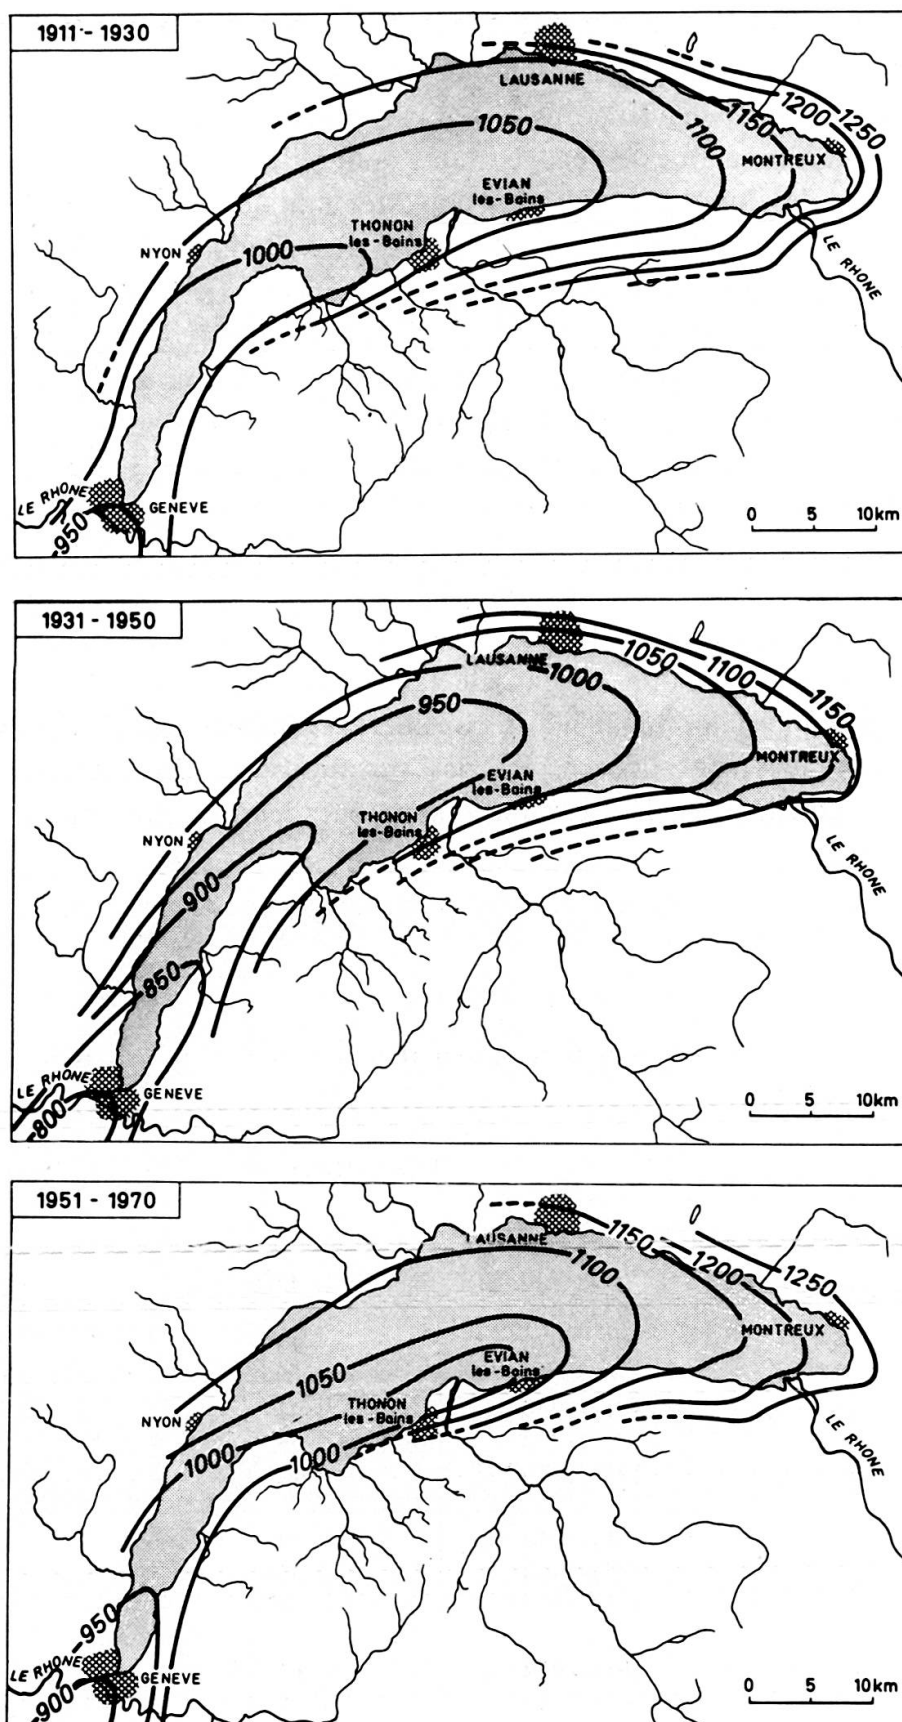 1911 - 1930
LAUSANNE
1200
1250
1150
1100
1050
MONTREUX
EVIAN
les-Bains
THONON
les-Bains
NYON
1000
LE RHONE
LE RHONE
GENEVE
950
0 5 10km
1931 - 1950
LAUSANNE
1050
1100
1000
1150
950
MONTREUX
EVIAN
les-Bains
THONON
les-Bains
NYON
LE RHONE
900
850
LE RHONE
GENEVE
800
0 5 10km
1951 - 1970
LAUSANNE
1150
1200
1250
1100
MONTREUX
EVIAN
les-Bains
1050
THONON
les-Bains
NYON
LE RHONE
1000
1000
950
LE RHONE
GENEVE
900
0 5 10km